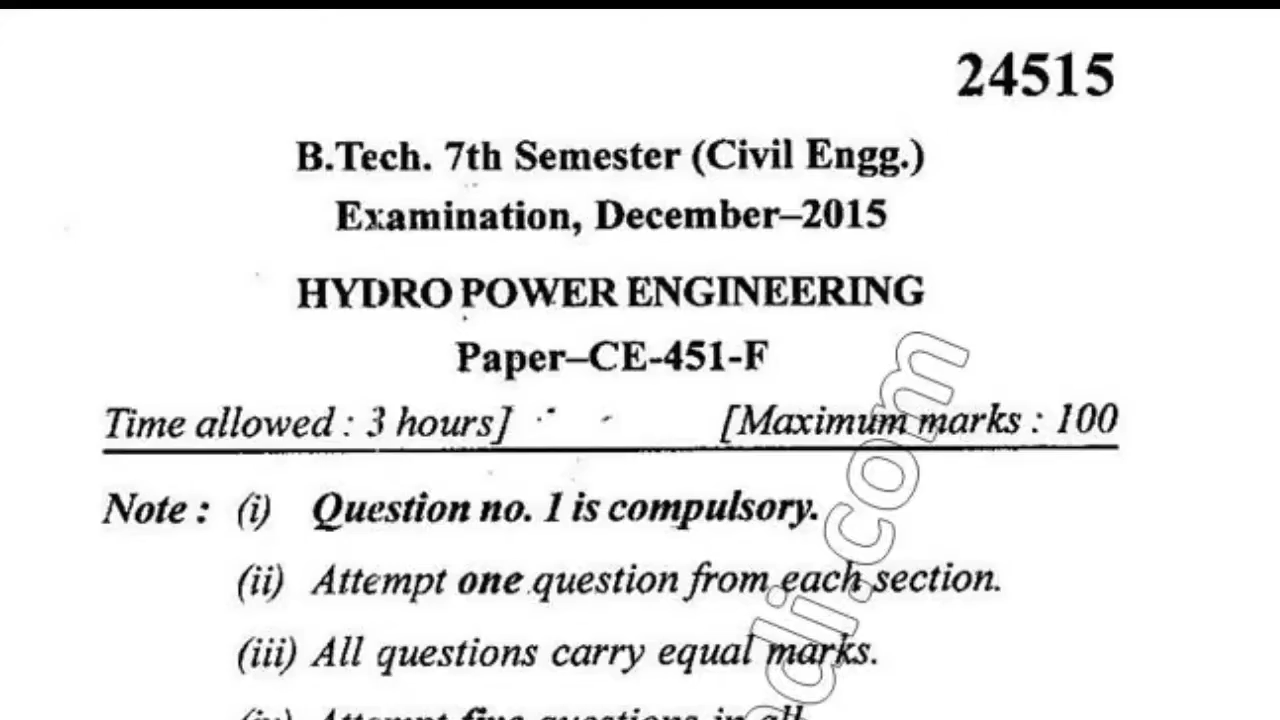 24515
B.Tech. 7th Semester (Civil Engg.)
Examination, December–2015
HYDRO POWER ENGINEERING
Paper–CE-451-F
Time allowed : 3 hours] [Maximum marks : 100
Note : (i) Question no. 1 is compulsory.
(ii) Attempt one question from each section.
(iii) All questions carry equal marks.
(iv) Attempt five questions in all.
di.com